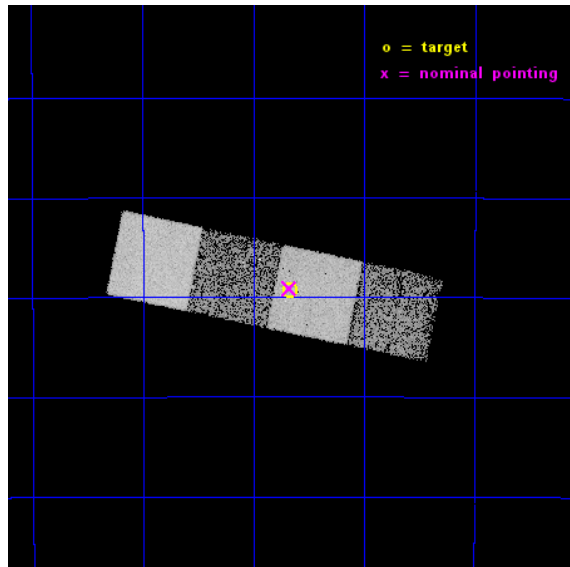 o = target
x = nominal pointing